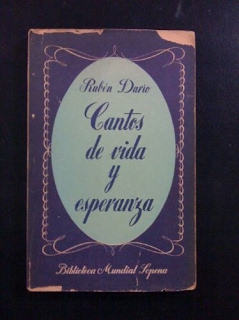 Rubén Darío
Cantos
de vida
y
esperanza
Biblioteca Mundial Sopena